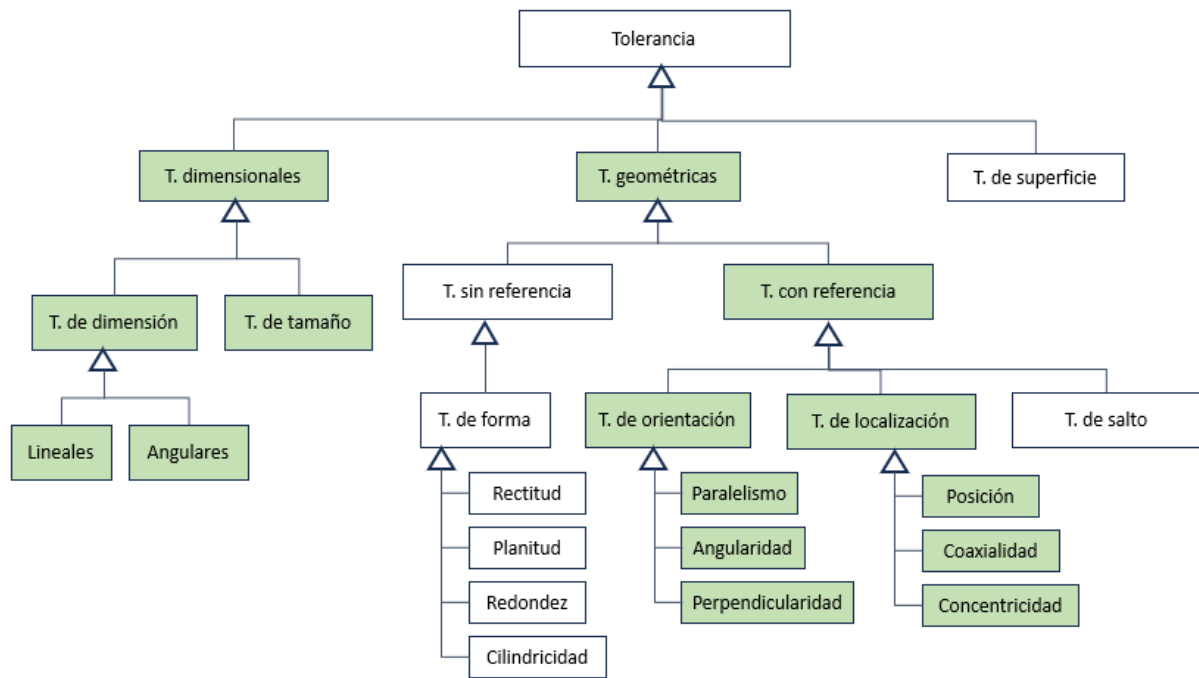 Tolerancia
T. dimensionales
T. geométricas
T. de superficie
T. sin referencia
T. con referencia
T. de dimensión
T. de tamaño
T. de forma
T. de orientación
T. de localización
T. de salto
Lineales
Angulares
Rectitud
Paralelismo
Posición
Planitud
Angularidad
Coaxialidad
Redondez
Perpendicularidad
Concentricidad
Cilindricidad